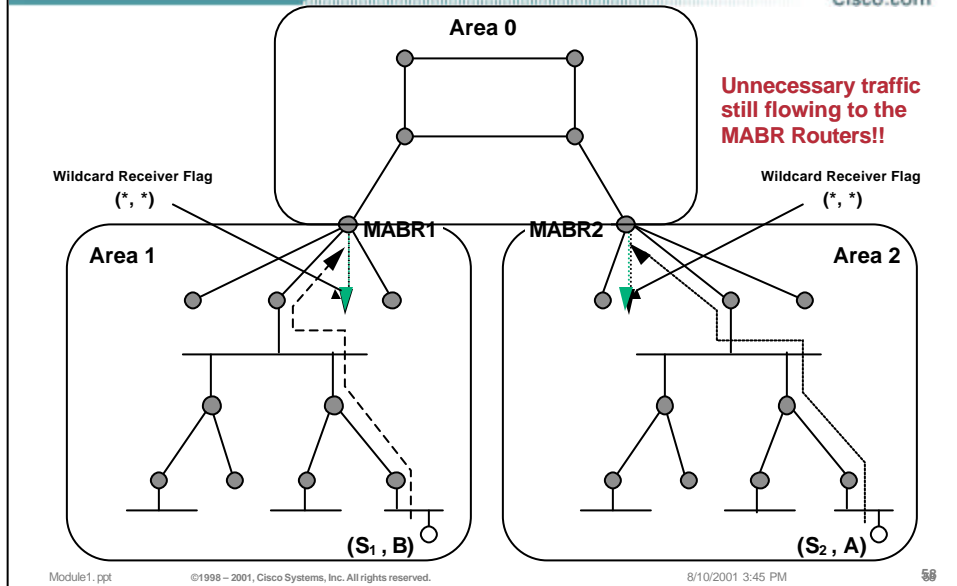 Cisco.com
Area 0
Unnecessary traffic
still flowing to the
MABR Routers!!
Wildcard Receiver Flag
(*, *)
Wildcard Receiver Flag
(*, *)
MABR1
MABR2
Area 1
Area 2
(S₁ , B)
(S₂ , A)
Module1. ppt
©1998 – 2001, Cisco Systems, Inc. All rights reserved.
8/10/2001 3:45 PM